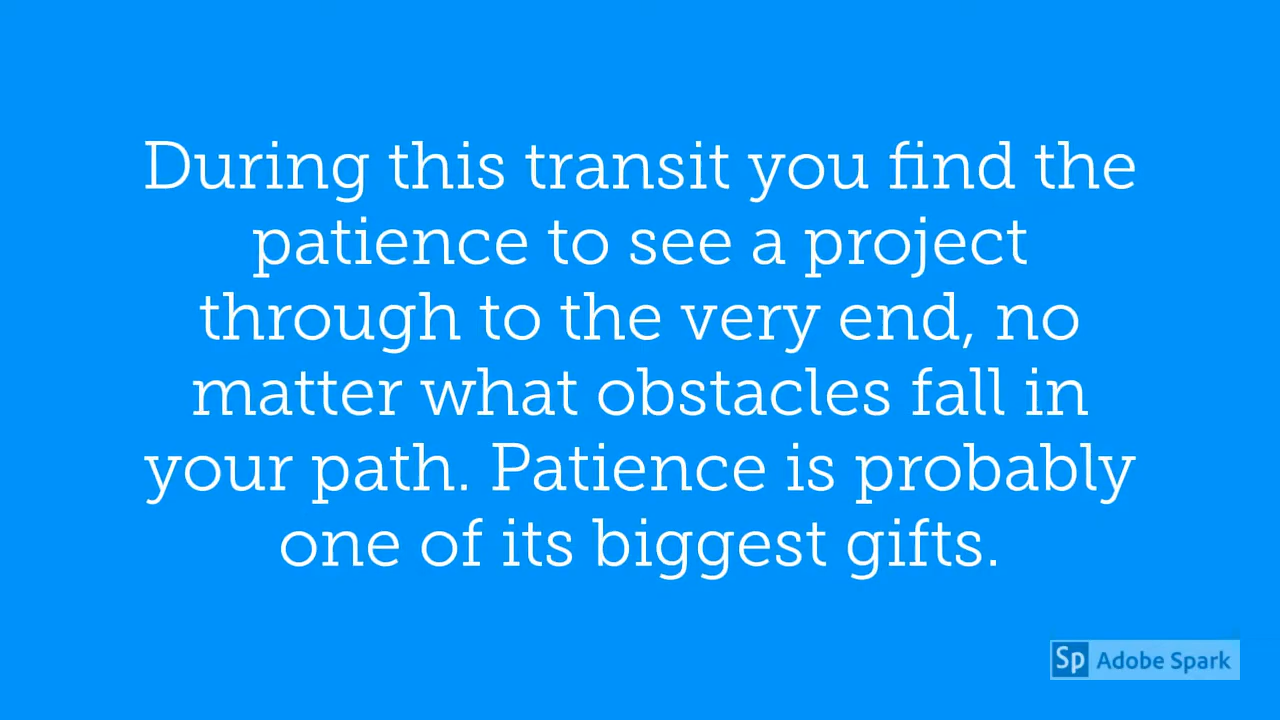 During this transit you find the
patience to see a project
through to the very end, no
matter what obstacles fall in
your path. Patience is probably
one of its biggest gifts.
Sp Adobe Spark